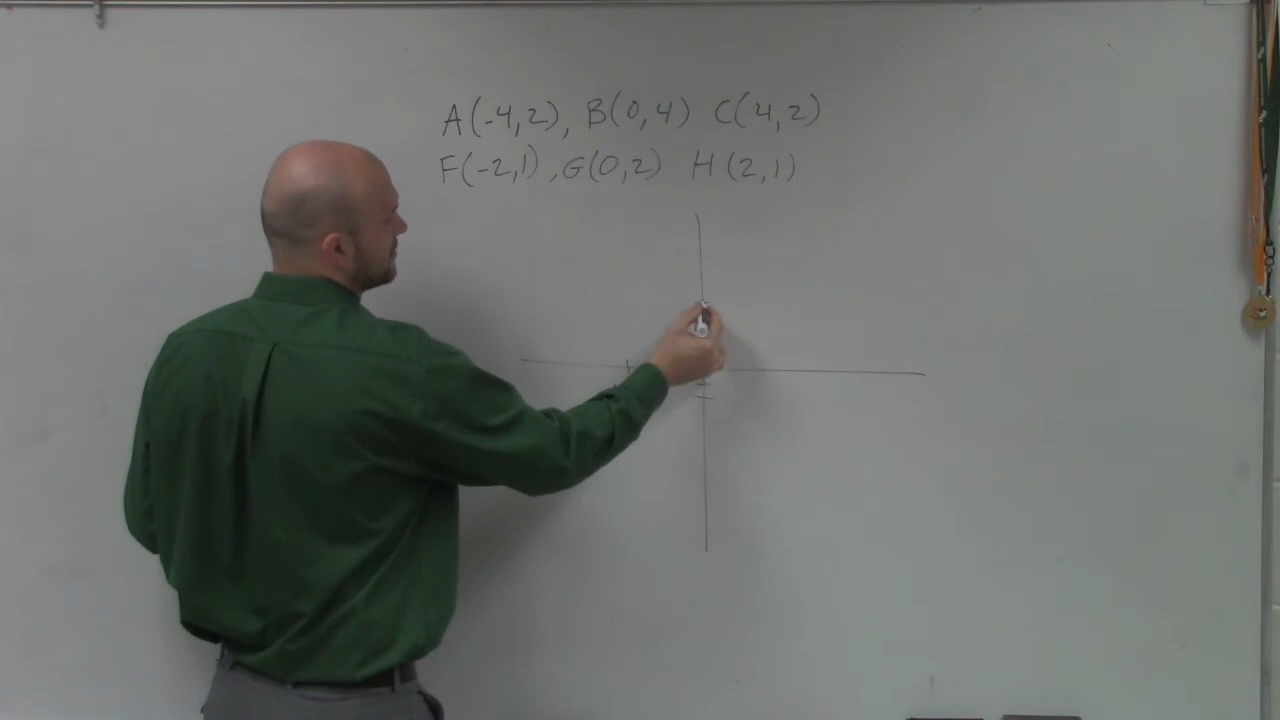 A(-4,2), B(0,4) C(4,2)
F(-2,1), G(0,2) H(2,1)